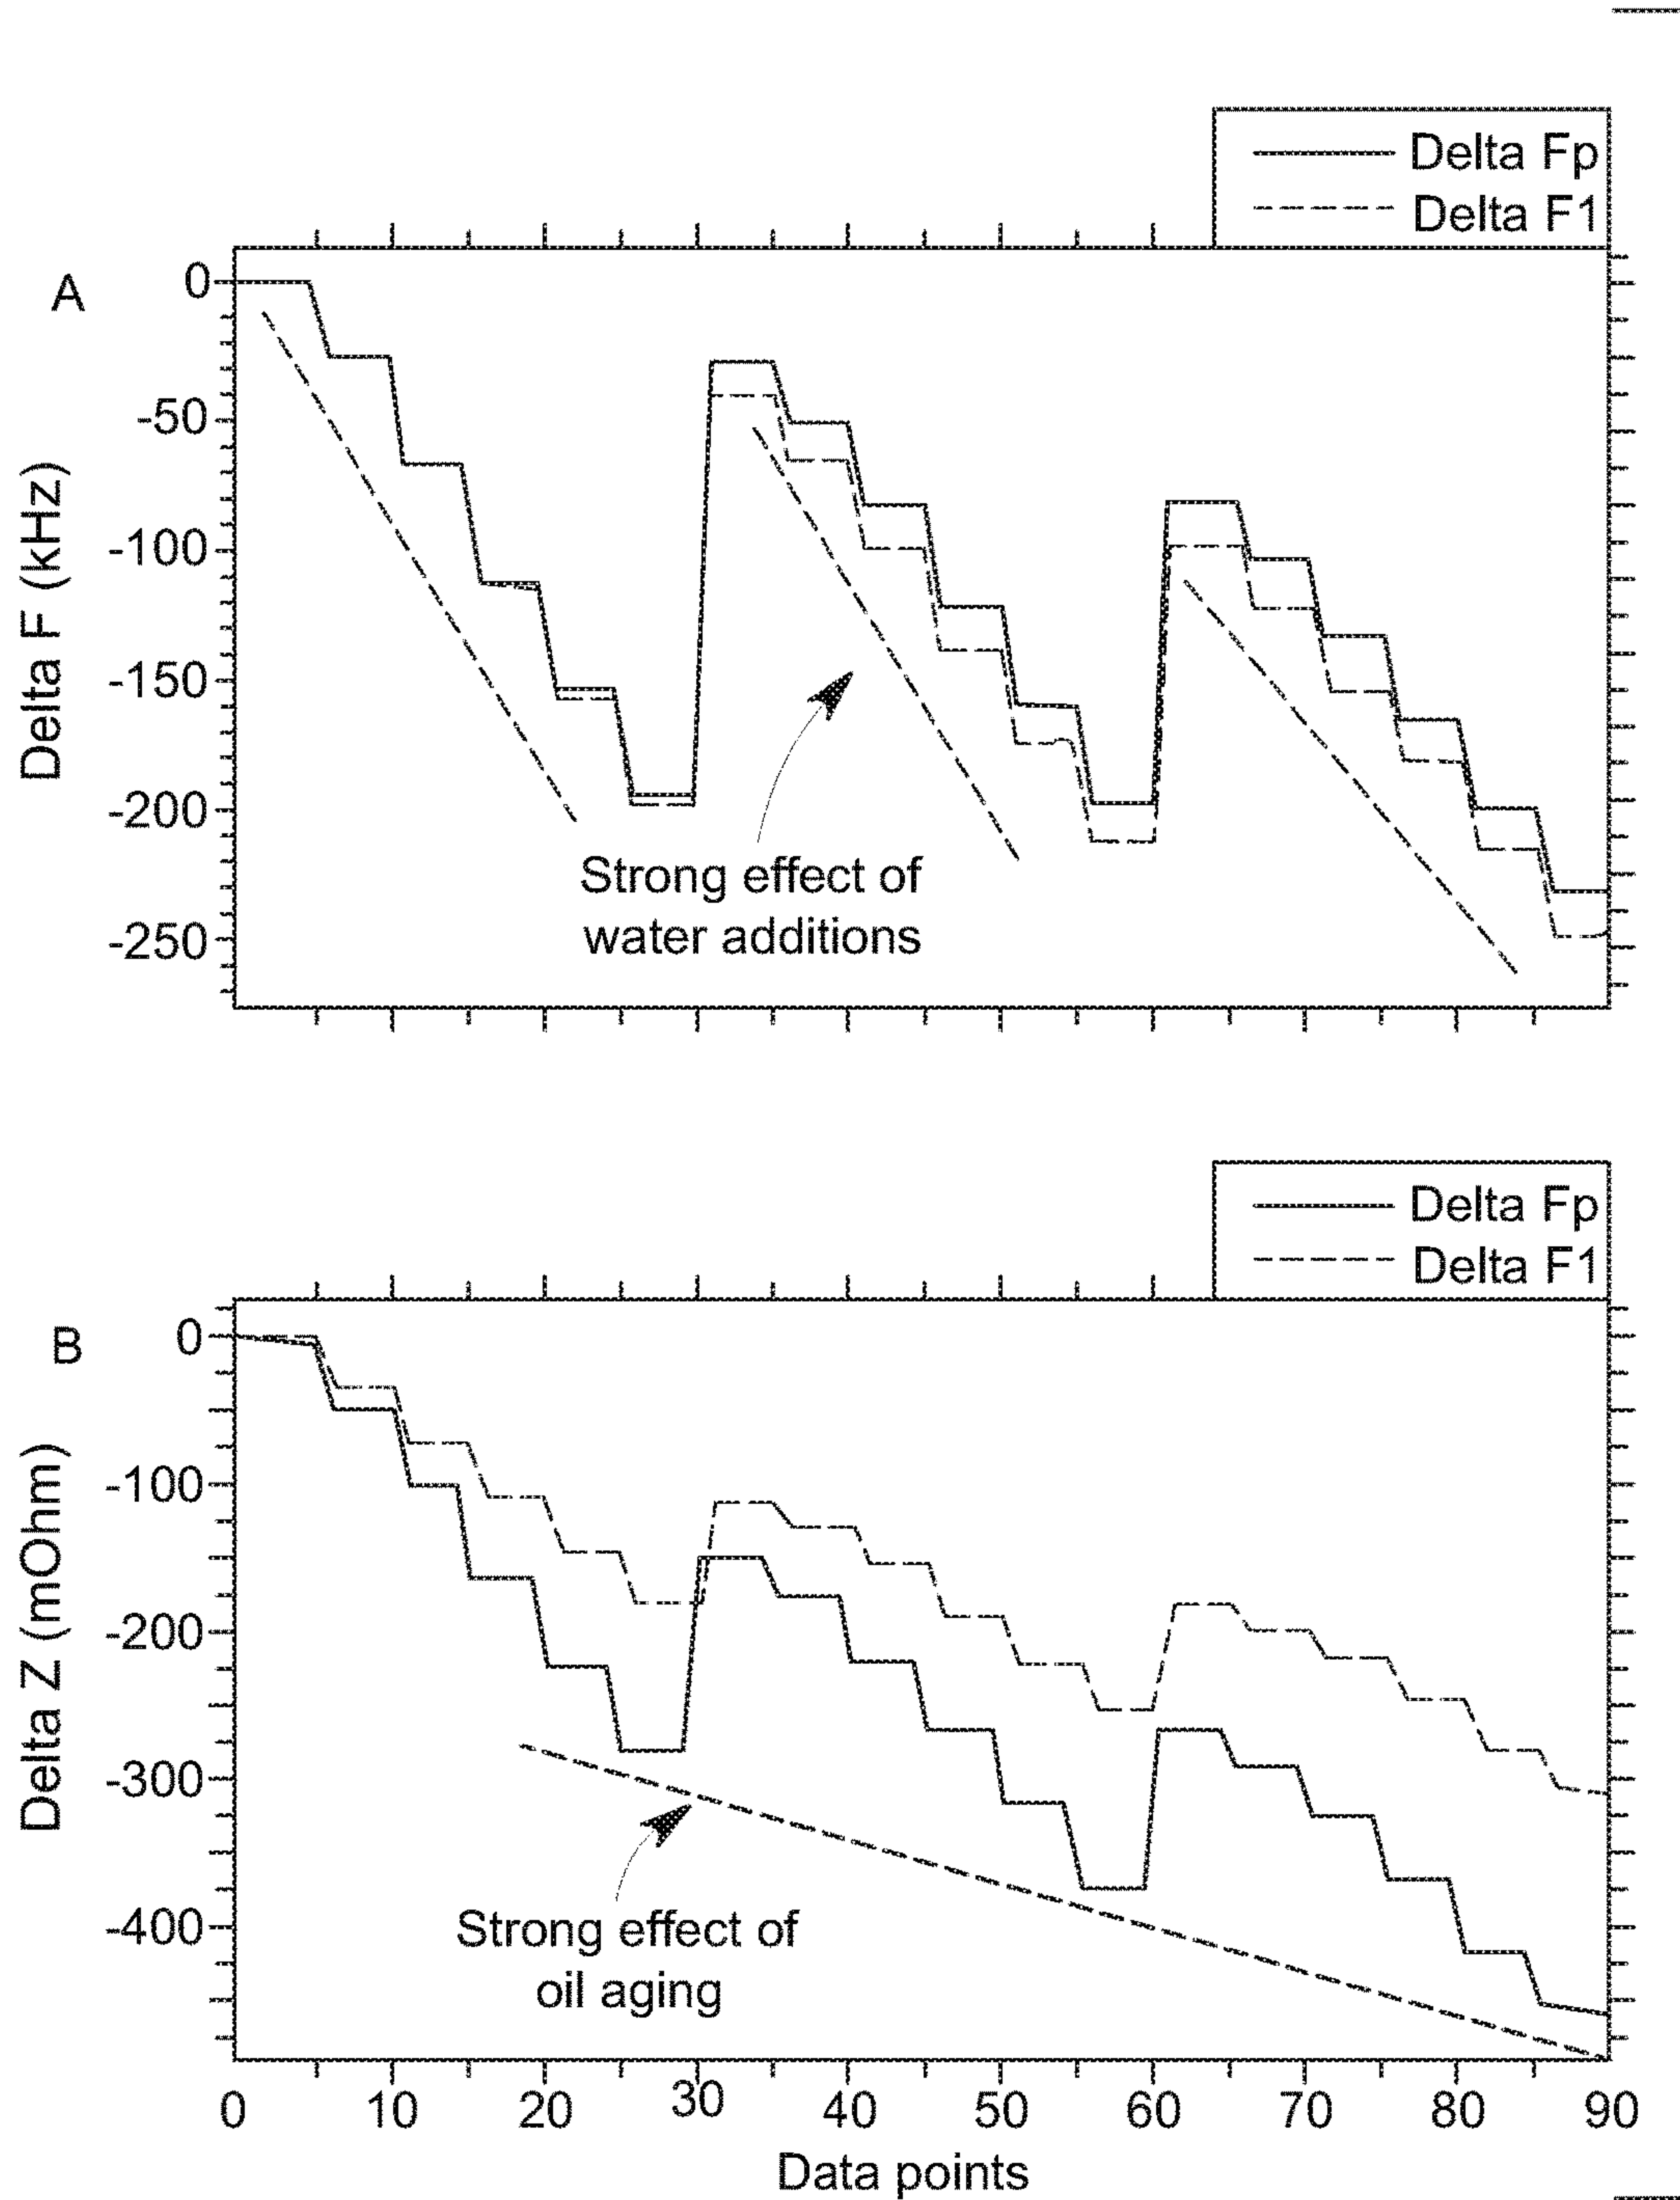 Delta Fp
Delta F1
A
0
-50
-100
-150
-200
-250
Delta F (kHz)
Strong effect of
water additions
Delta Fp
Delta F1
B
0
-100
-200
-300
-400
Delta Z (mOhm)
Strong effect of
oil aging
0 10 20 30 40 50 60 70 80 90
Data points